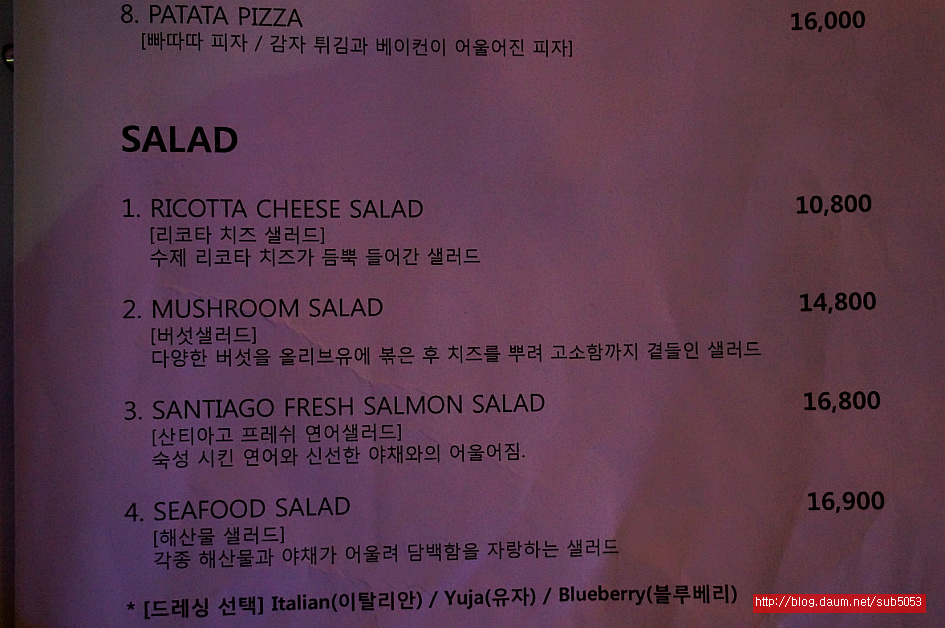 8. PATATA PIZZA 16,000
[빠따따 피자 / 감자 튀김과 베이컨이 어울어진 피자]
SALAD
1. RICOTTA CHEESE SALAD 10,800
[리코타 치즈 샐러드]
수제 리코타 치즈가 듬뿍 들어간 샐러드
2. MUSHROOM SALAD 14,800
[버섯샐러드]
다양한 버섯을 올리브유에 볶은 후 치즈를 뿌려 고소함까지 곁들인 샐러드
3. SANTIAGO FRESH SALMON SALAD 16,800
[산티아고 프레쉬 연어샐러드]
숙성 시킨 연어와 신선한 야채와의 어울어짐.
4. SEAFOOD SALAD 16,900
[해산물 샐러드]
각종 해산물과 야채가 어울려 담백함을 자랑하는 샐러드
* [드레싱 선택] Italian(이탈리안) / Yuja(유자) / Blueberry(블루베리)
http://blog.daum.net/sub5053